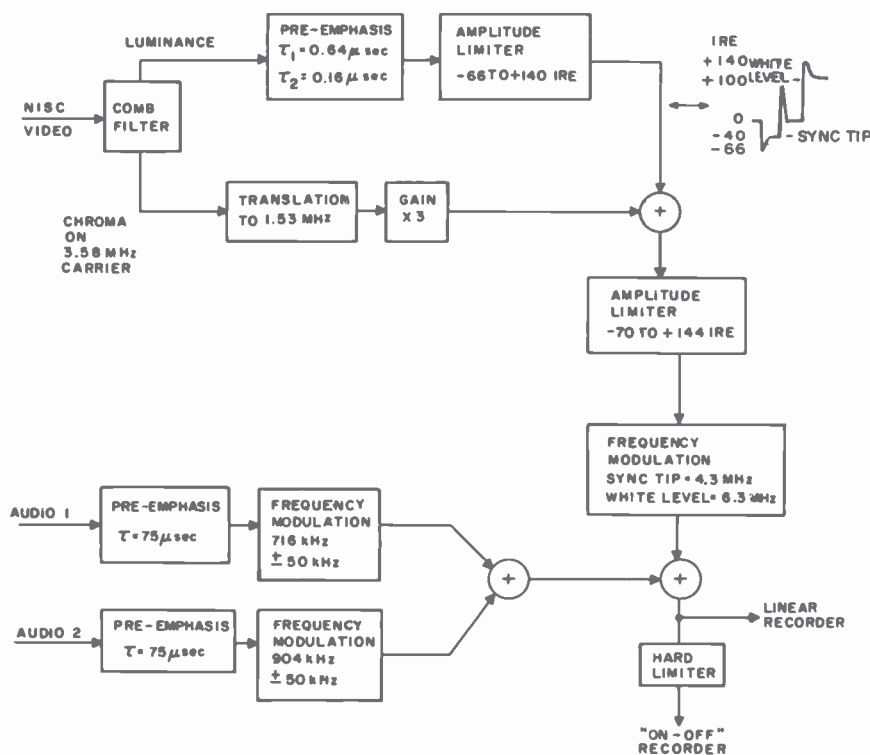 LUMINANCE
PRE-EMPHASIS
τ₁ = 0.64 μsec
τ₂ = 0.16 μsec
AMPLITUDE
LIMITER
-66 TO +140 IRE
IRE
+140
+100
WHITE
LEVEL
0
-40
-66
- SYNC TIP
NISC
VIDEO
COMB
FILTER
TRANSLATION
TO 1.53 MHz
GAIN
X 3
+
CHROMA
ON
3.58 MHz
CARRIER
AMPLITUDE
LIMITER
-70 TO + 144 IRE
FREQUENCY
MODULATION
SYNC TIP = 4.3 MHz
WHITE LEVEL = 6.3 MHz
AUDIO 1
PRE-EMPHASIS
τ = 75 μsec
FREQUENCY
MODULATION
716 kHz
± 50 kHz
+
+
AUDIO 2
PRE-EMPHASIS
τ = 75 μsec
FREQUENCY
MODULATION
904 kHz
± 50 kHz
LINEAR
RECORDER
HARD
LIMITER
"ON-OFF"
RECORDER